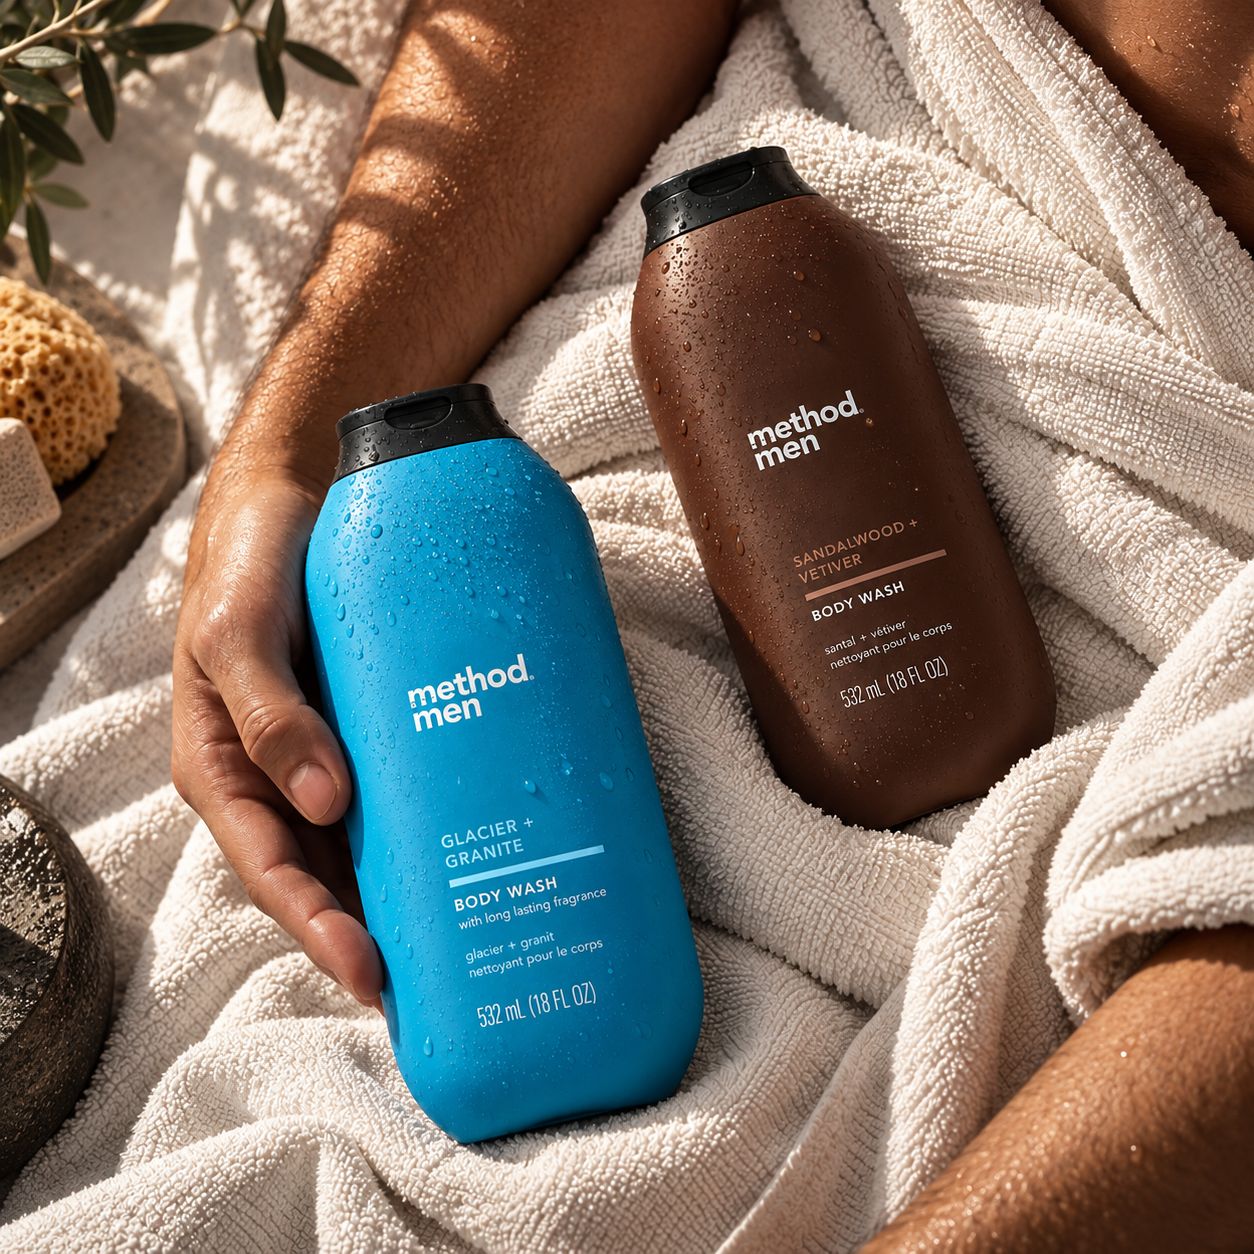 method®
men
GLACIER +
GRANITE
BODY WASH
with long lasting fragrance
glacier + granit
nettoyant pour le corps
532 mL (18 FL OZ)
method®
men
SANDALWOOD +
VETIVER
BODY WASH
santal + vétiver
nettoyant pour le corps
532 mL (18 FL OZ)